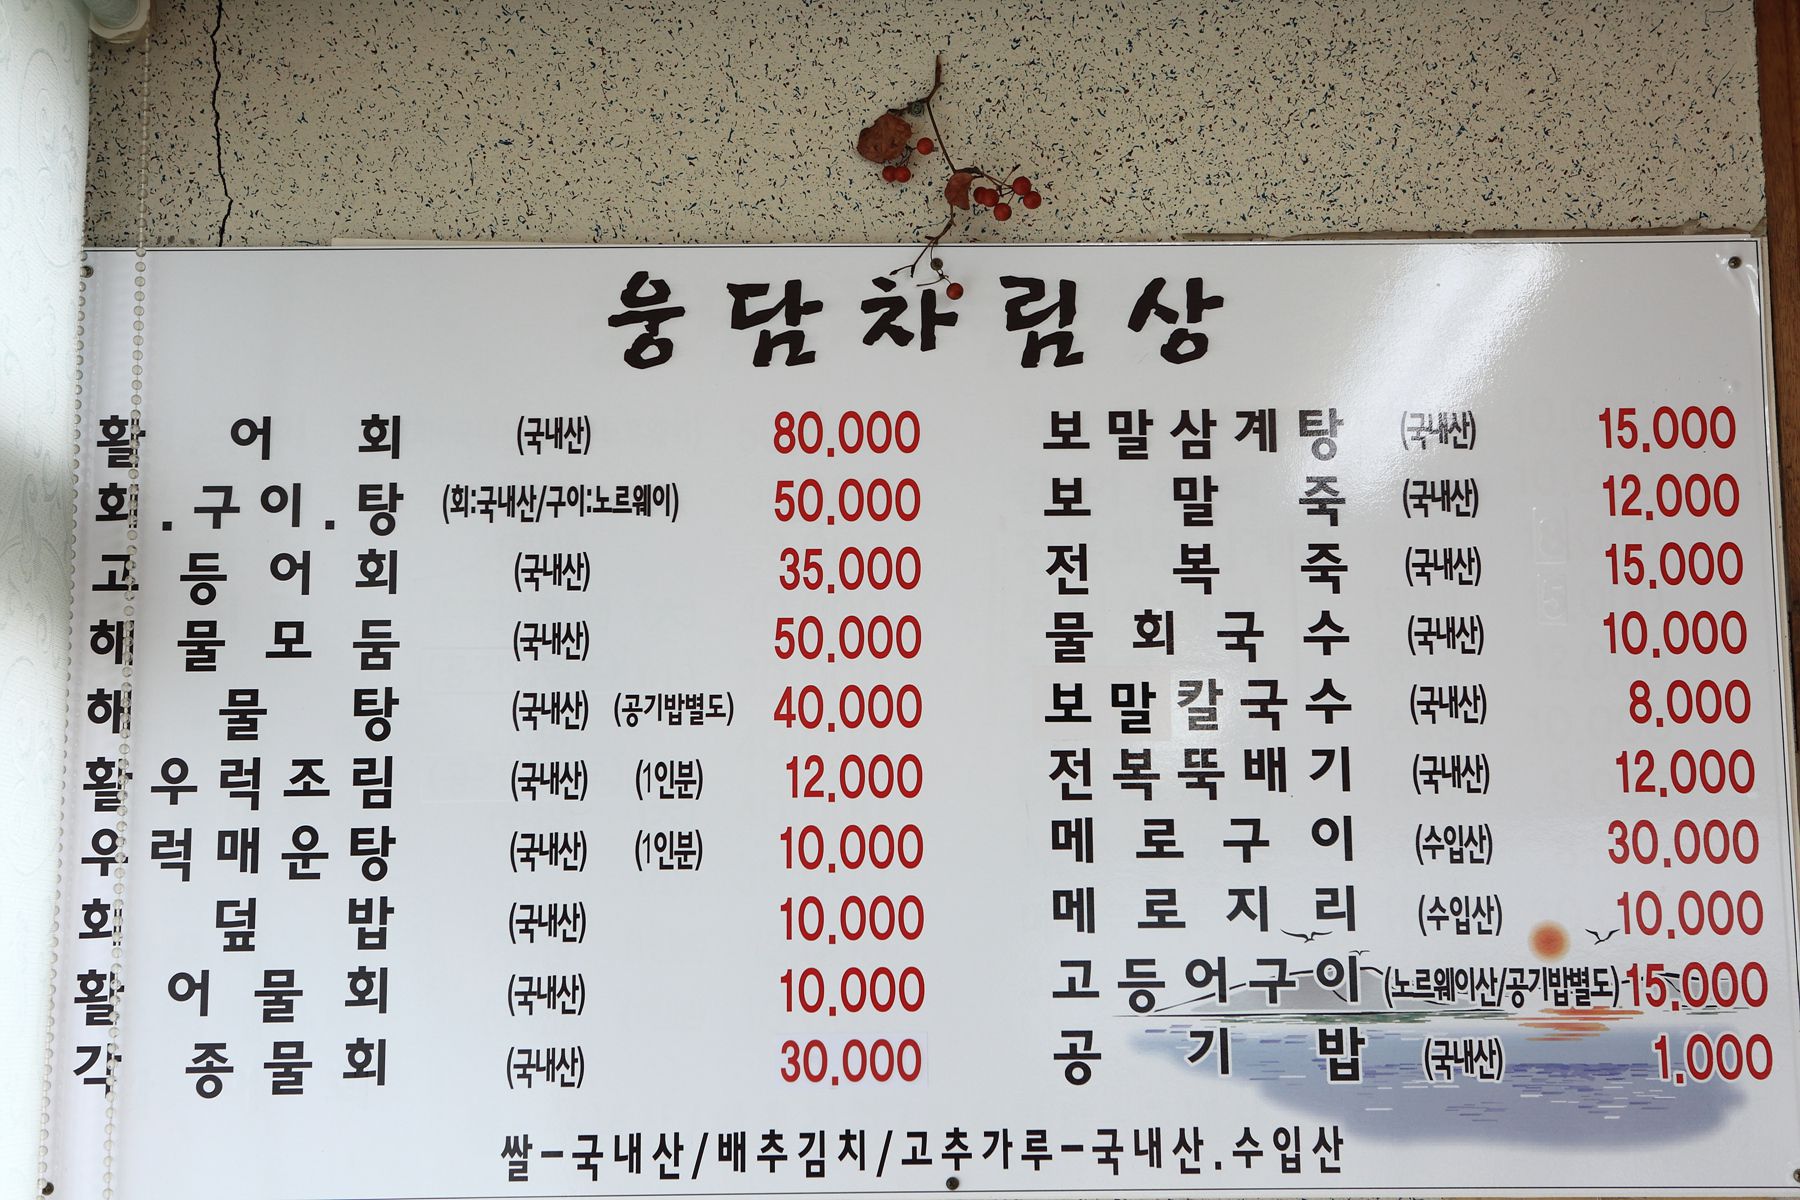 웅담차림상
활어회 (국내산) 80.000
회.구이.탕 (회:국내산/구이:노르웨이) 50.000
고등어회 (국내산) 35.000
해물모둠 (국내산) 50.000
해물탕 (국내산) (공기밥별도) 40.000
활우럭조림 (국내산) (1인분) 12.000
우럭매운탕 (국내산) (1인분) 10.000
회덮밥 (국내산) 10.000
활어물회 (국내산) 10.000
각종물회 (국내산) 30.000
보말삼계탕 (국내산) 15.000
보말죽 (국내산) 12.000
전복죽 (국내산) 15.000
물회국수 (국내산) 10.000
보말칼국수 (국내산) 8.000
전복뚝배기 (국내산) 12.000
메로구이 (수입산) 30.000
메로지리 (수입산) 10.000
고등어구이 (노르웨이산/공기밥별도) 15.000
공기밥 (국내산) 1.000
쌀-국내산/배추김치/고추가루-국내산.수입산